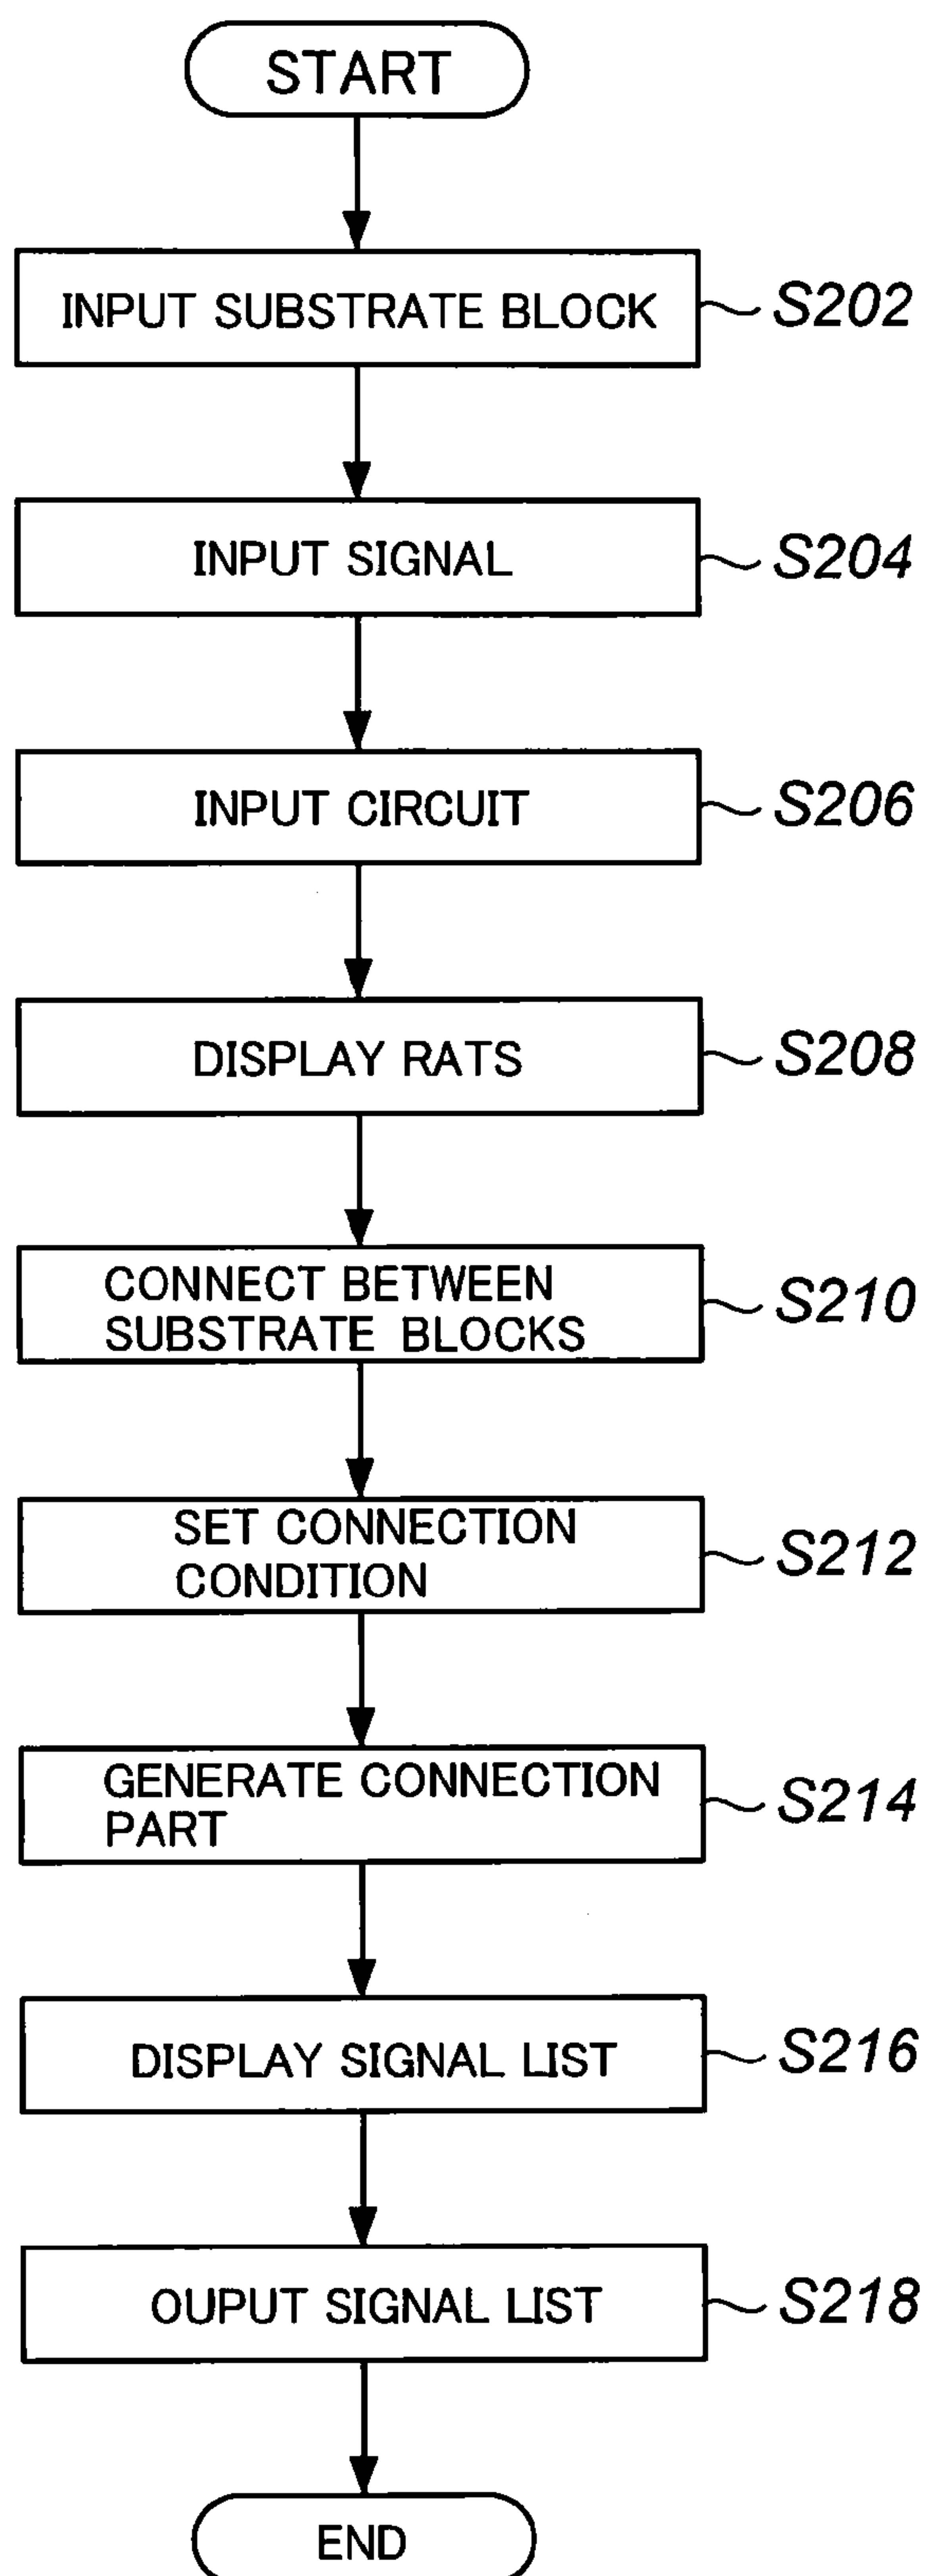 START
INPUT SUBSTRATE BLOCK
S202
INPUT SIGNAL
S204
INPUT CIRCUIT
S206
DISPLAY RATS
S208
CONNECT BETWEEN
SUBSTRATE BLOCKS
S210
SET CONNECTION
CONDITION
S212
GENERATE CONNECTION
PART
S214
DISPLAY SIGNAL LIST
S216
OUPUT SIGNAL LIST
S218
END